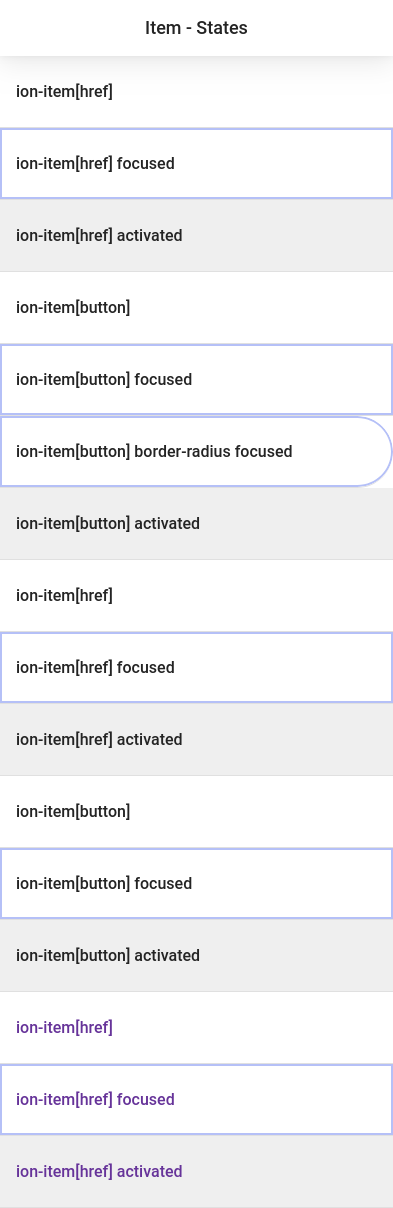 Item - States
ion-item[href]
ion-item[href] focused
ion-item[href] activated
ion-item[button]
ion-item[button] focused
ion-item[button] border-radius focused
ion-item[button] activated
ion-item[href]
ion-item[href] focused
ion-item[href] activated
ion-item[button]
ion-item[button] focused
ion-item[button] activated
ion-item[href]
ion-item[href] focused
ion-item[href] activated